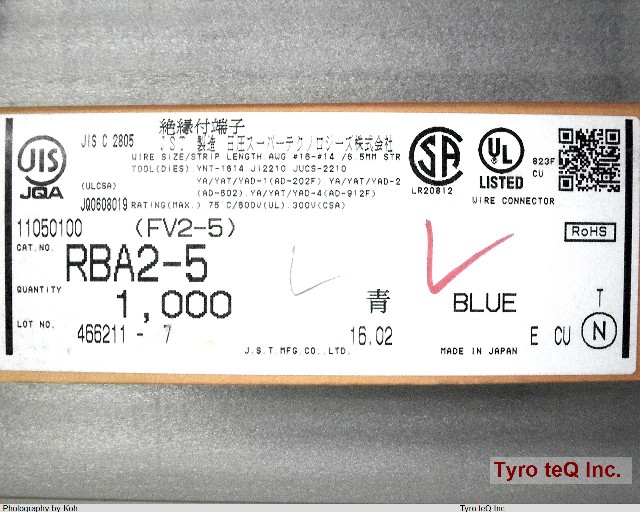 JIS
JQA
JIS C 2805
絶縁付端子
J.S.T 製造 日圧スーパーテクノロジーズ株式会社
WIRE SIZE/STRIP LENGTH AWG #16-#14 /6.5MM STR
TOOL(DIES) YNT-1614 J12210 JUCS-2210
(ULCSA) YA/YAT/YAD-1(AD-202F).YA/YAT/YAD-2
(AD-602).YA/YAT/YAD-4(AD-912F)
JQ0608019 RATING(MAX.) 75 C/600V(UL).300V(CSA)
SA
LR20812
UL
LISTED
823F
CU
WIRE CONNECTOR
RoHS
11050100 (FV2-5)
CAT.NO. RBA2-5
QUANTITY 1,000
青 BLUE
LOT NO. 466211 - 7 16.02
E CU
T
N
J.S.T.MFG.CO.,LTD. MADE IN JAPAN
Tyro teQ Inc.
Photography by Koh Tyro teQ Inc